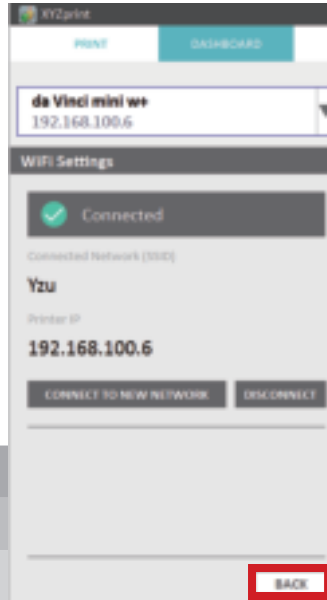 XYZprint
PRINT DASHBOARD
da Vinci mini w+
192.168.100.6
WiFi Settings
Connected
Connected Network (SSID)
Yzu
Printer IP
192.168.100.6
CONNECT TO NEW NETWORK DISCONNECT
BACK